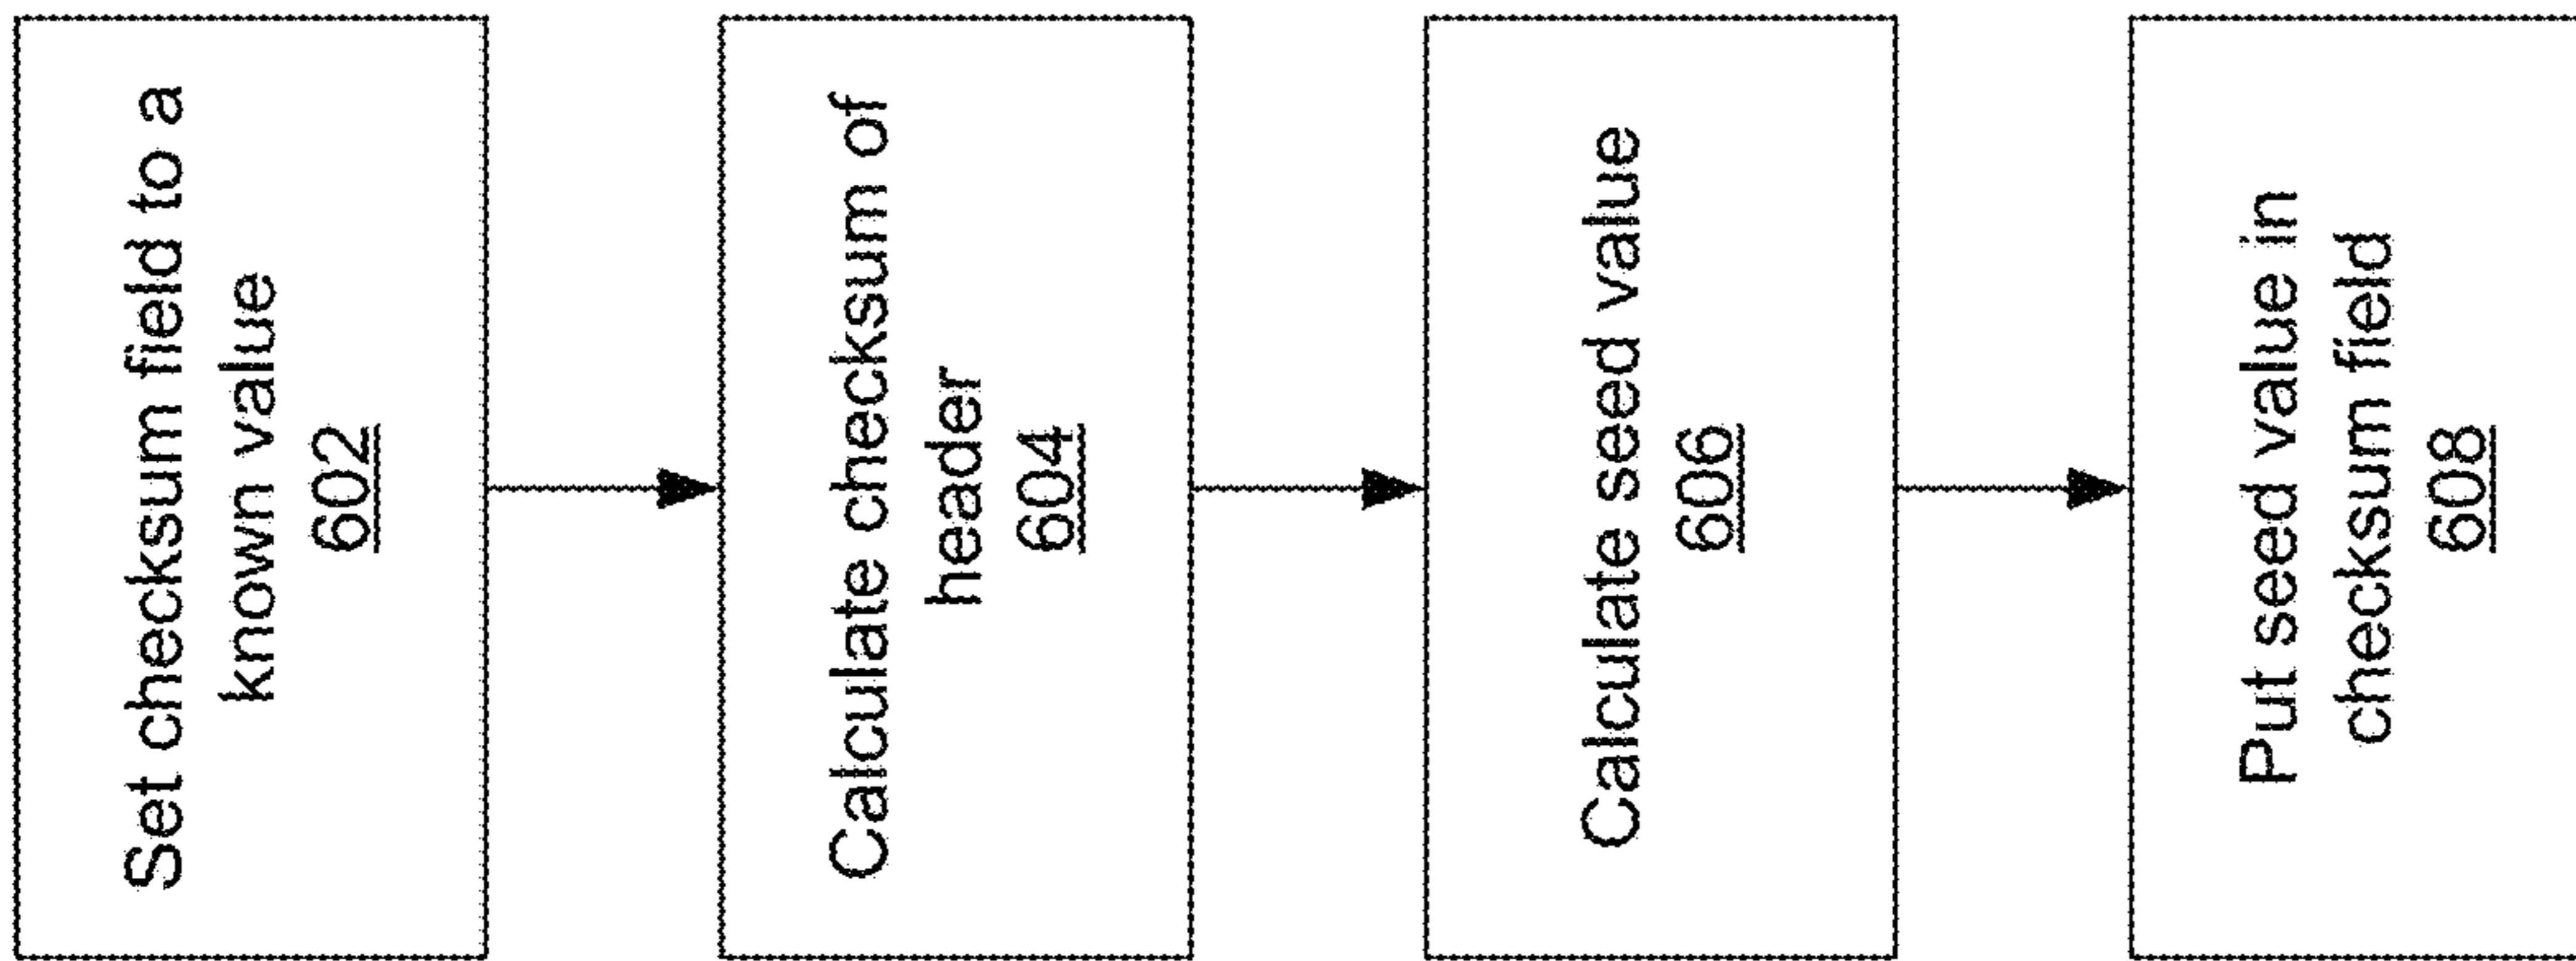 Set checksum field to a
known value
602
Calculate checksum of
header
604
Calculate seed value
606
Put seed value in
checksum field
608